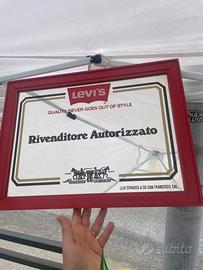 LEVI'S
QUALITY NEVER GOES OUT OF STYLE
Rivenditore Autorizzato
LEVI STRAUSS & CO SAN FRANCISCO CAL.
subito